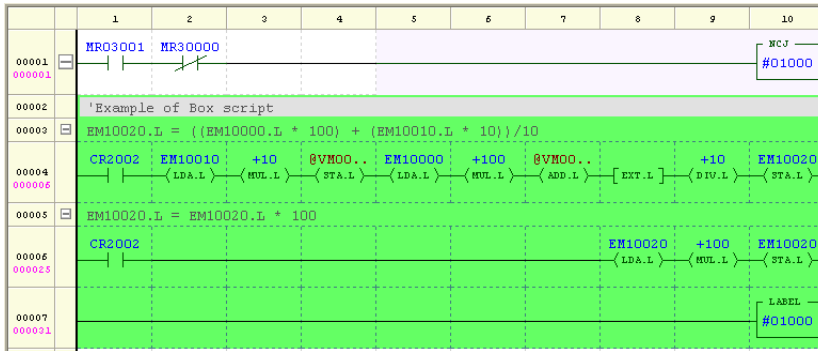 1 2 3 4 5 6 7 8 9 10
MR03001 MR30000 NCJ
00001 #01000
000001
00002 'Example of Box script
00003 EM10020.L = ((EM10000.L * 100) + (EM10010.L * 10))/10
CR2002 EM10010 +10 @VM00.. EM10000 +100 @VM00.. +10 EM10020
00004 LDA.L MUL.L STA.L LDA.L MUL.L ADD.L EXT.L DIV.L STA.L
000006
00005 EM10020.L = EM10020.L * 100
CR2002 EM10020 +100 EM10020
00006 LDA.L MUL.L STA.L
000025
LABEL
00007 #01000
000031